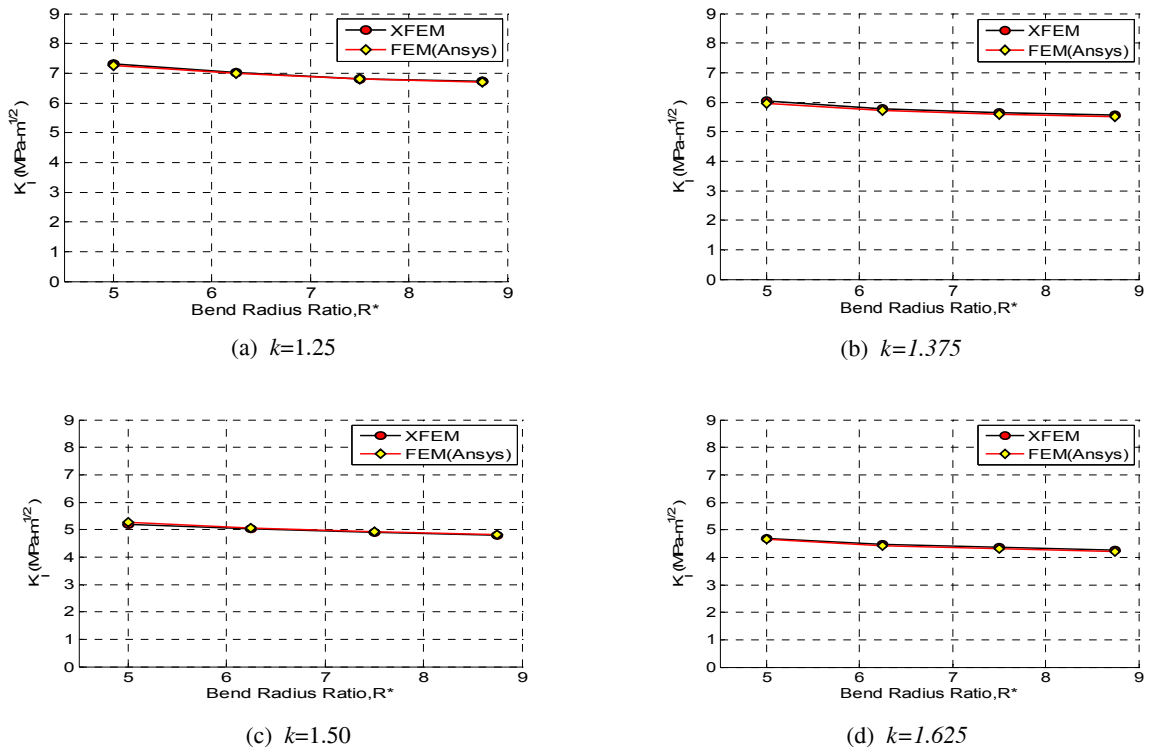 9
8
7
6
5
4
3
2
1
0
K_I (MPa-m^1/2)
XFEM
FEM(Ansys)
5 6 7 8 9
Bend Radius Ratio,R*
(a) k=1.25
9
8
7
6
5
4
3
2
1
0
K_I (MPa-m^1/2)
XFEM
FEM(Ansys)
5 6 7 8 9
Bend Radius Ratio,R*
(b) k=1.375
9
8
7
6
5
4
3
2
1
0
K_I (MPa-m^1/2)
XFEM
FEM(Ansys)
5 6 7 8 9
Bend Radius Ratio,R*
(c) k=1.50
9
8
7
6
5
4
3
2
1
0
K_I (MPa-m^1/2)
XFEM
FEM(Ansys)
5 6 7 8 9
Bend Radius Ratio,R*
(d) k=1.625